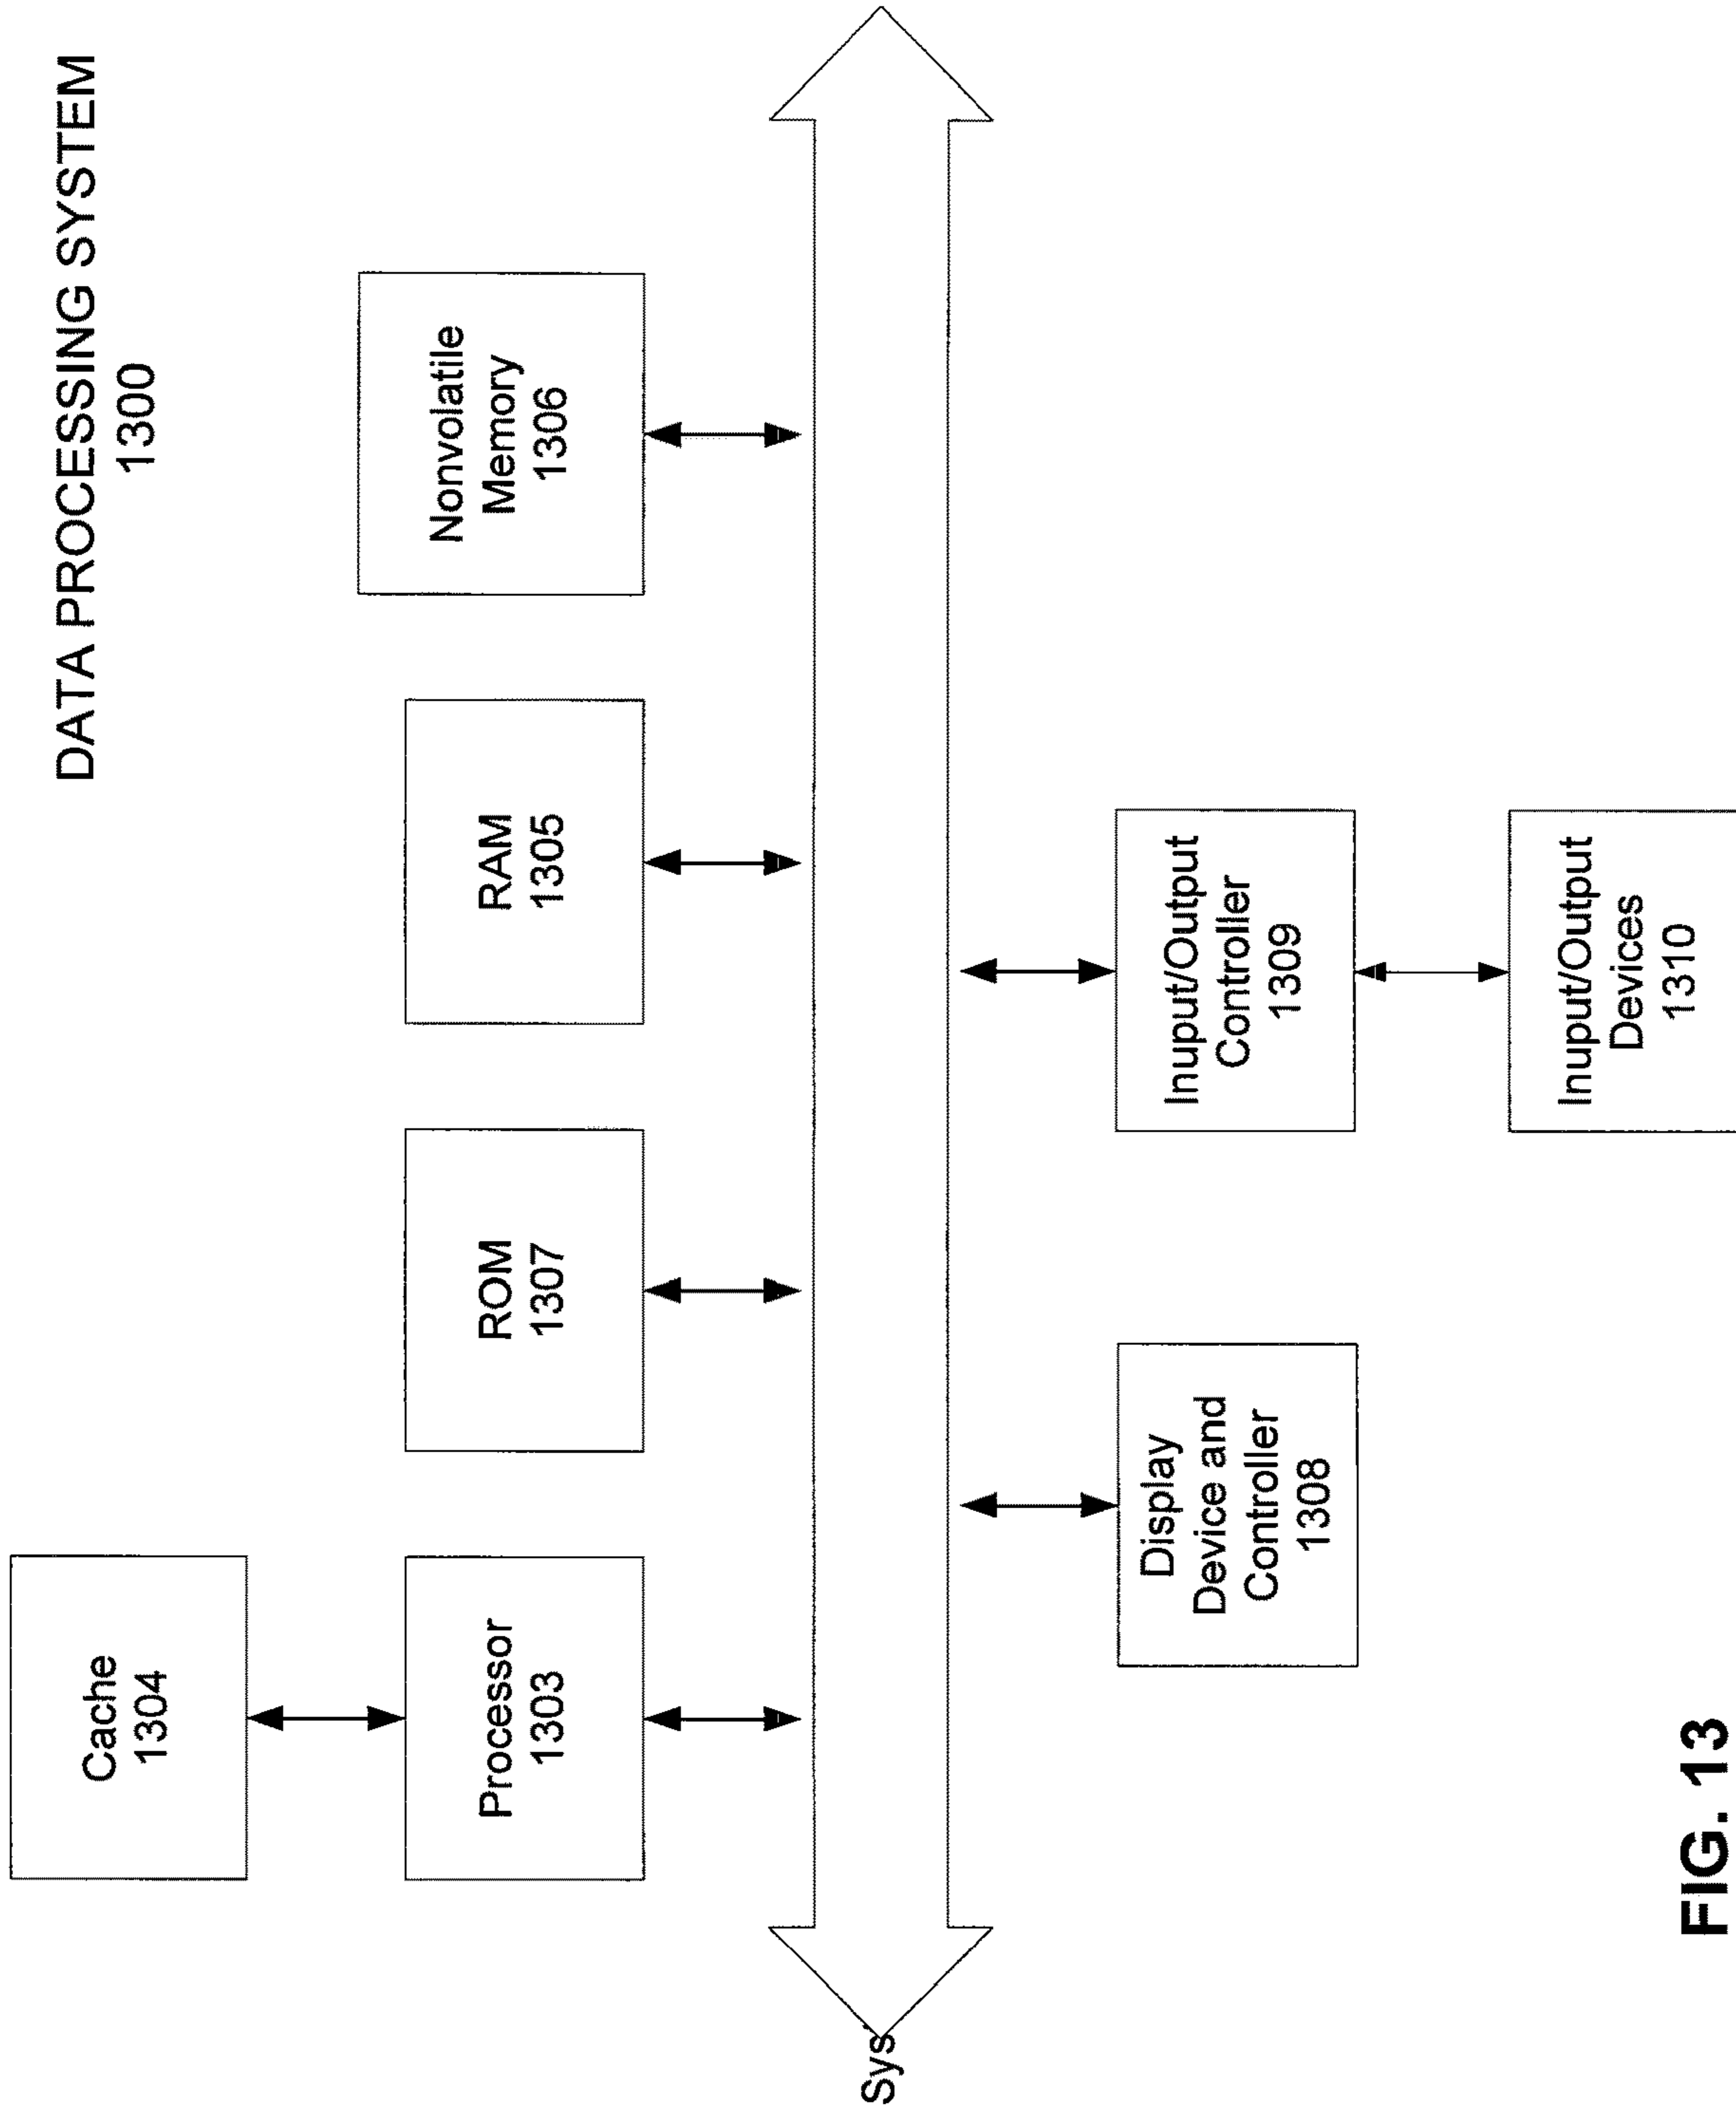 DATA PROCESSING SYSTEM
1300
Cache
1304
Processor
1303
ROM
1307
RAM
1305
Nonvolatile
Memory
1306
Sys
Display
Device and
Controller
1308
Inuput/Output
Controller
1309
Inuput/Output
Devices
1310
FIG. 13